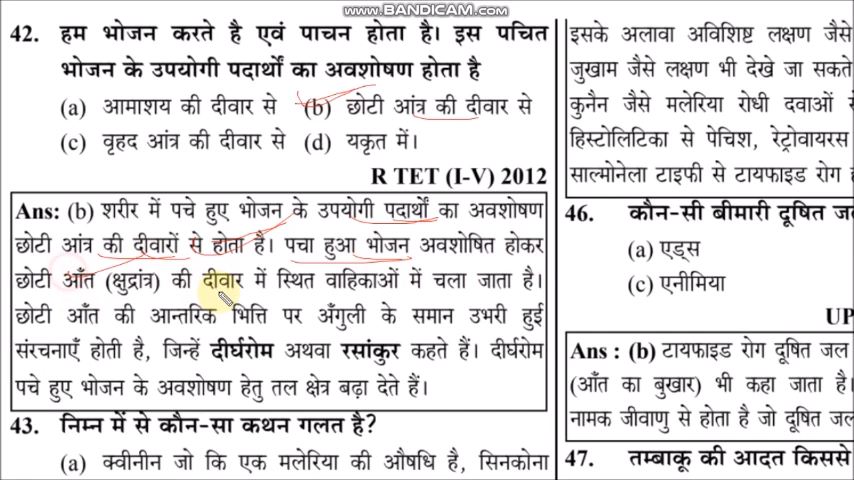 www.BANDICAM.com
42. हम भोजन करते है एवं पाचन होता है। इस पचित
भोजन के उपयोगी पदार्थों का अवशोषण होता है
(a) आमाशय की दीवार से (b) छोटी आंत्र की दीवार से
(c) वृहद आंत्र की दीवार से (d) यकृत में।
R TET (I-V) 2012
Ans: (b) शरीर में पचे हुए भोजन के उपयोगी पदार्थों का अवशोषण
छोटी आंत्र की दीवारों से होता है। पचा हुआ भोजन अवशोषित होकर
छोटी आँत (क्षुद्रांत्र) की दीवार में स्थित वाहिकाओं में चला जाता है।
छोटी आँत की आन्तरिक भित्ति पर अँगुली के समान उभरी हुई
संरचनाएँ होती है, जिन्हें दीर्घरोम अथवा रसांकुर कहते हैं। दीर्घरोम
पचे हुए भोजन के अवशोषण हेतु तल क्षेत्र बढ़ा देते हैं।
43. निम्न में से कौन-सा कथन गलत है?
(a) क्वीनीन जो कि एक मलेरिया की औषधि है, सिनकोना
इसके अलावा अविशिष्ट लक्षण जैसे
जुखाम जैसे लक्षण भी देखे जा सकते
कुनैन जैसे मलेरिया रोधी दवाओं
हिस्टोलिटिका से पेचिश, रेट्रोवायरस
साल्मोनेला टाइफी से टायफाइड रोग
46. कौन-सी बीमारी दूषित
(a) एड्स
(c) एनीमिया
UP
Ans : (b) टायफाइड रोग दूषित जल
(आँत का बुखार) भी कहा जाता है।
नामक जीवाणु से होता है जो दूषित जल
47. तम्बाकू की आदत किससे